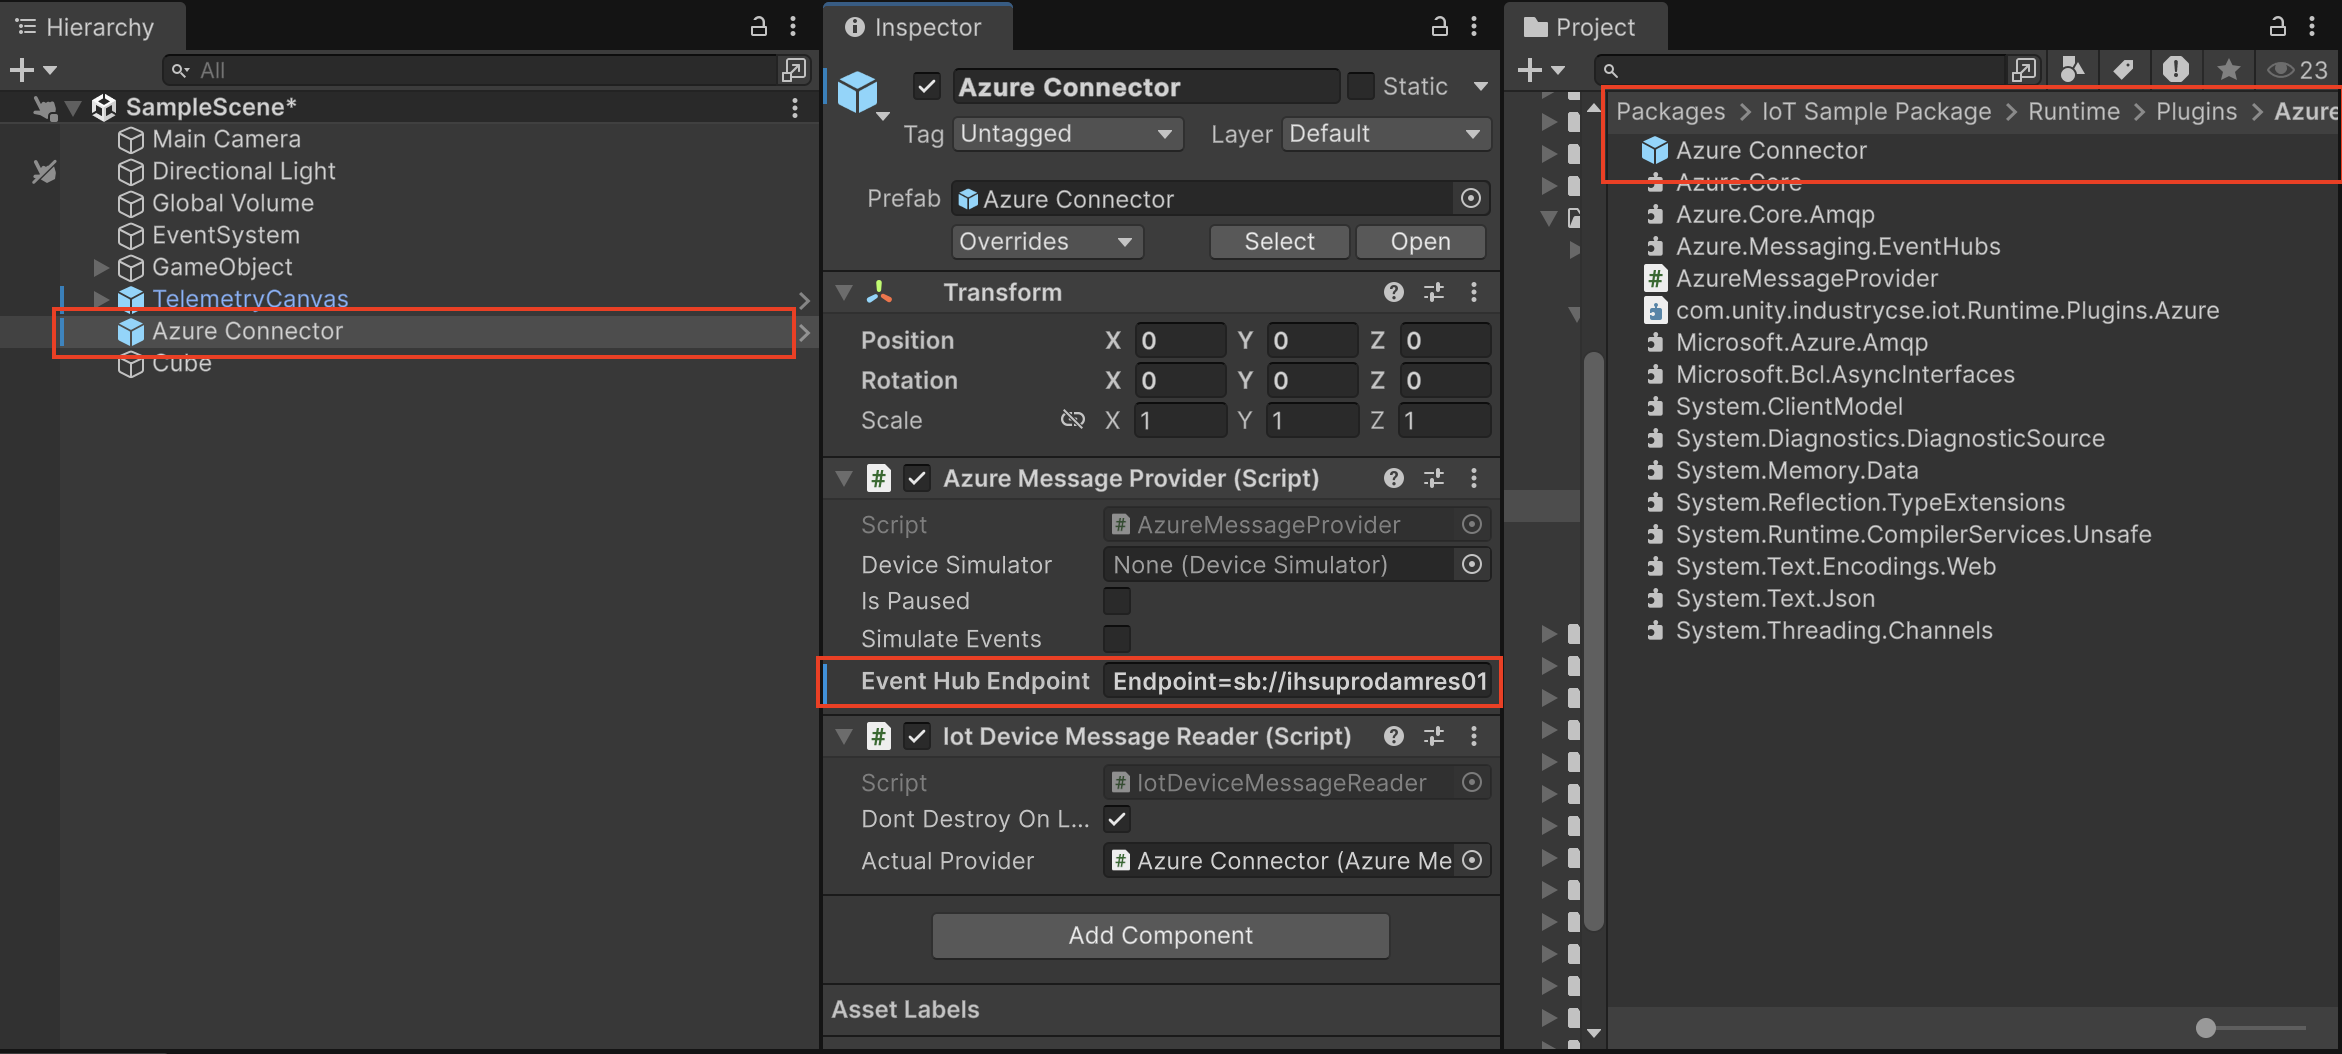 Hierarchy
All
SampleScene*
Main Camera
Directional Light
Global Volume
EventSystem
GameObject
TelemetryCanvas
Azure Connector
Cube
Inspector
Azure Connector
Static
Tag
Untagged
Layer
Default
Prefab
Azure Connector
Overrides
Select
Open
Transform
Position X 0 Y 0 Z 0
Rotation X 0 Y 0 Z 0
Scale X 1 Y 1 Z 1
# Azure Message Provider (Script)
Script # AzureMessageProvider
Device Simulator None (Device Simulator)
Is Paused
Simulate Events
Event Hub Endpoint Endpoint=sb://ihsuprodamres01
# Iot Device Message Reader (Script)
Script # IotDeviceMessageReader
Dont Destroy On L...
Actual Provider # Azure Connector (Azure Me
Add Component
Asset Labels
Project
23
Packages > IoT Sample Package > Runtime > Plugins > Azure
Azure Connector
Azure.Core
Azure.Core.Amqp
Azure.Messaging.EventHubs
# AzureMessageProvider
com.unity.industrycse.iot.Runtime.Plugins.Azure
Microsoft.Azure.Amqp
Microsoft.Bcl.AsyncInterfaces
System.ClientModel
System.Diagnostics.DiagnosticSource
System.Memory.Data
System.Reflection.TypeExtensions
System.Runtime.CompilerServices.Unsafe
System.Text.Encodings.Web
System.Text.Json
System.Threading.Channels